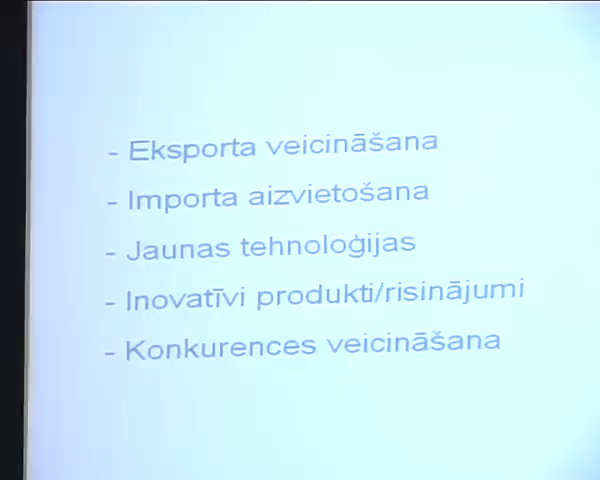 - Eksporta veicināšana
- Importa aizvietošana
- Jaunas tehnoloģijas
- Inovatīvi produkti/risinājumi
- Konkurences veicināšana